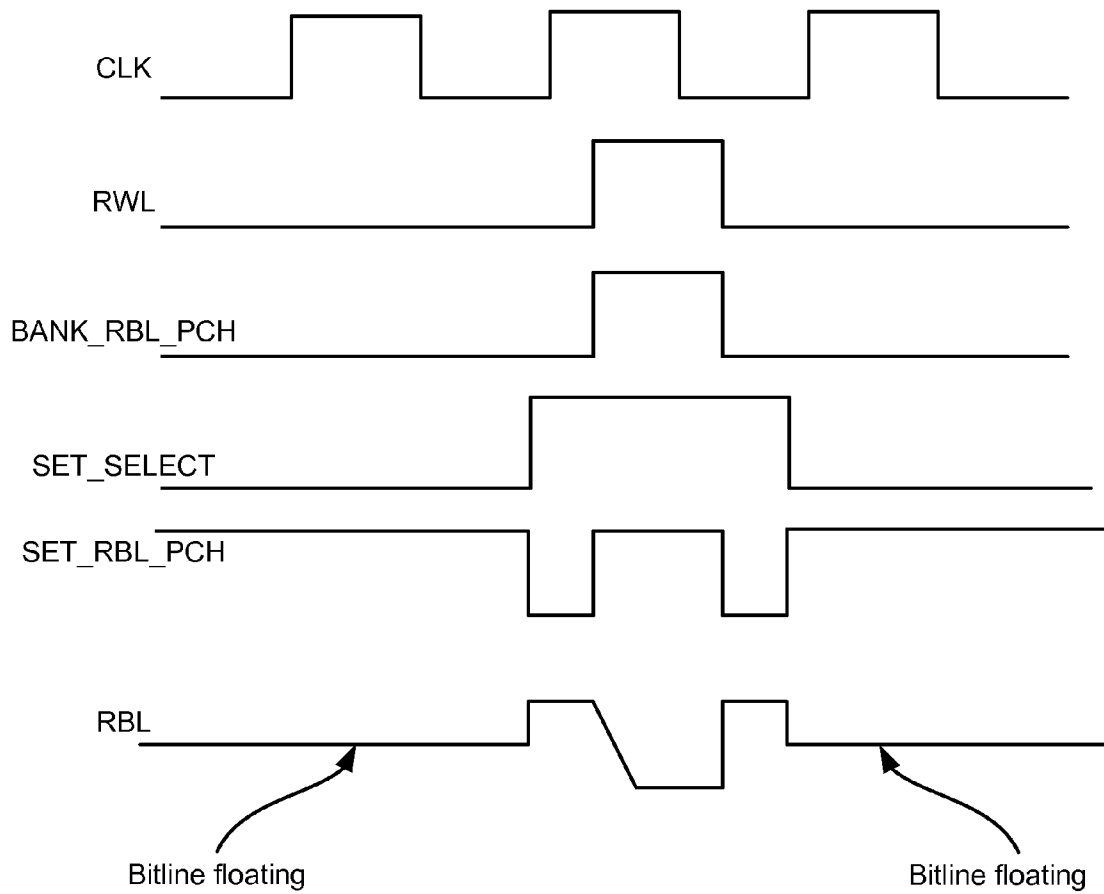 CLK
RWL
BANK_RBL_PCH
SET_SELECT
SET_RBL_PCH
RBL
Bitline floating
Bitline floating